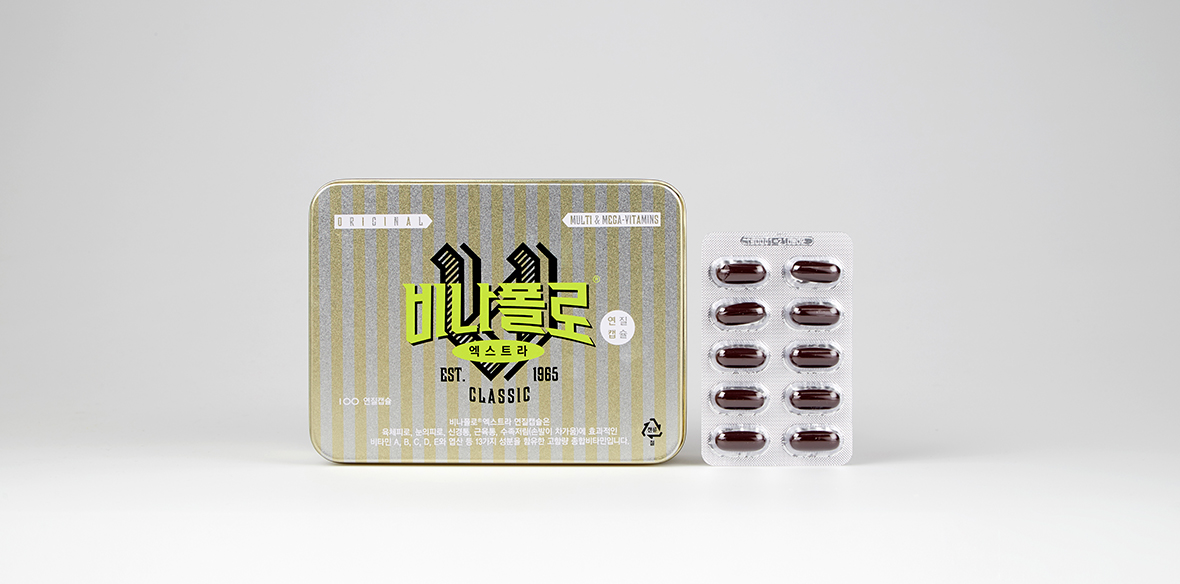 ORIGINAL
MULTI & MEGA-VITAMINS
비나폴로®
연질
캡슐
엑스트라
EST. 1965
CLASSIC
100 연질캡슐
비나폴로®엑스트라 연질캡슐은
육체피로, 눈의피로, 신경통, 근육통, 수족저림(손발이 차가움)에 효과적인
비타민 A, B, C, D, E와 엽산 등 13가지 성분을 함유한 고함량 종합비타민입니다.
캔류
철